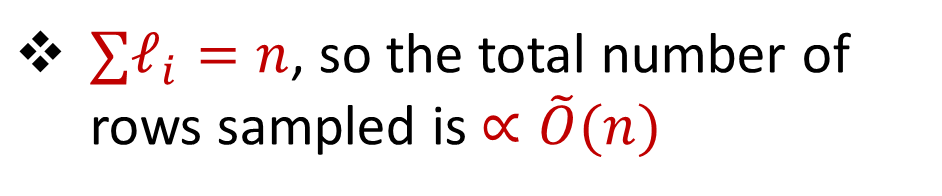 ❖ ∑ℓᵢ = n, so the total number of
rows sampled is ∝ Õ(n)